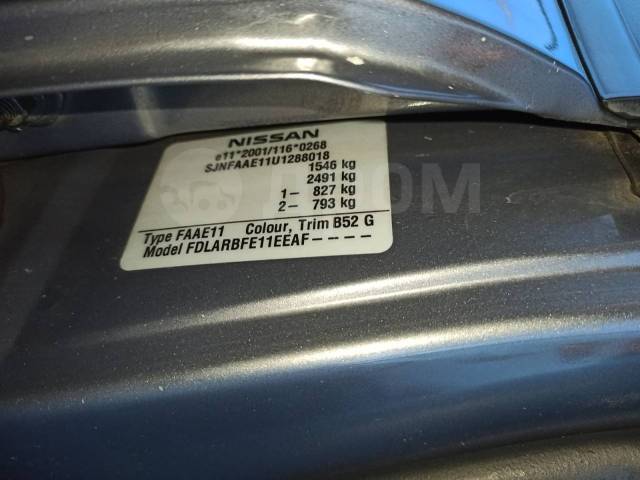 NISSAN
e11*2001/116*0268
SJNFAAE11U1288018
1546 kg
2491 kg
1- 827 kg
2- 793 kg
Type FAAE11 Colour, Trim B52 G
Model FDLARBFE11EEAF----